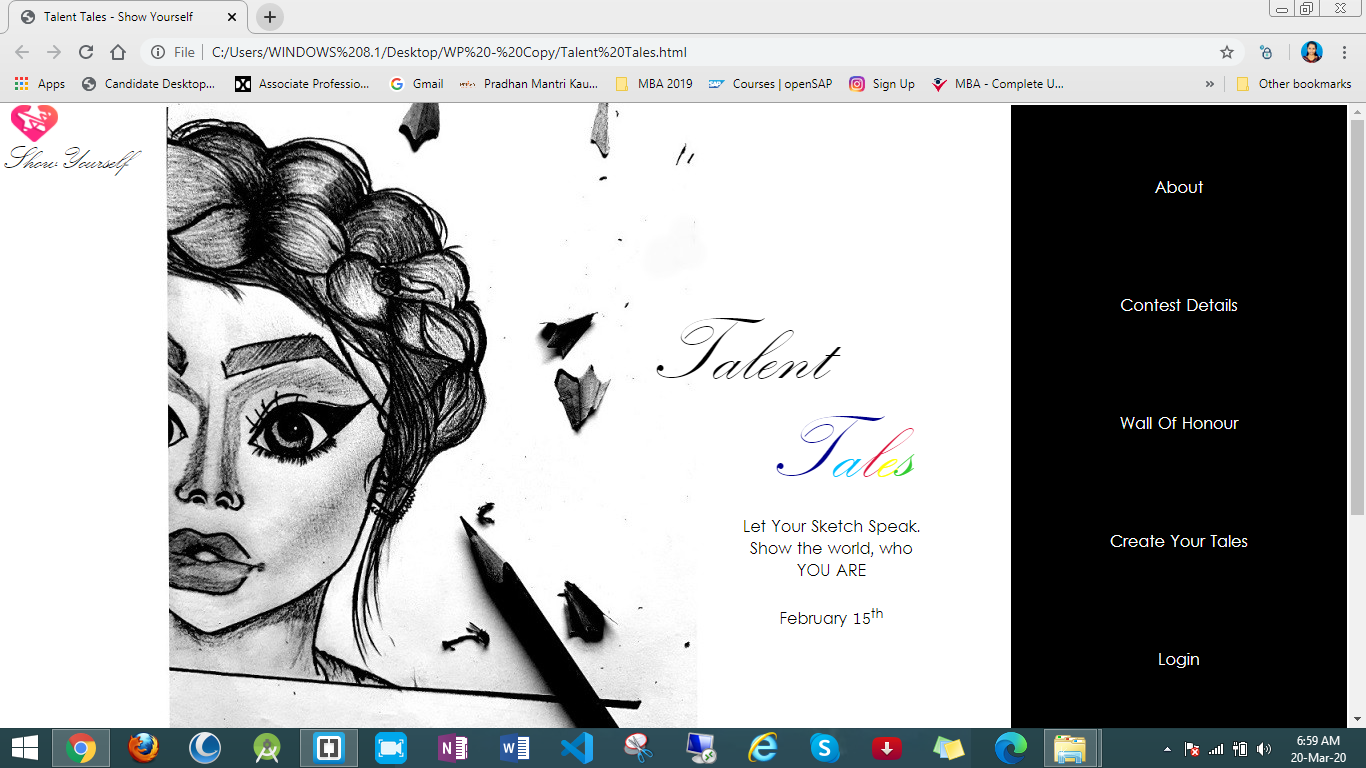 Talent Tales - Show Yourself
File
C:/Users/WINDOWS%208.1/Desktop/WP%20-%20Copy/Talent%20Tales.html
Apps
Candidate Desktop...
Associate Professio...
Gmail
Pradhan Mantri Kau...
MBA 2019
Courses | openSAP
Sign Up
MBA - Complete U...
»
Other bookmarks
Show Yourself
Talent
Tales
Let Your Sketch Speak.
Show the world, who
YOU ARE
February 15th
About
Contest Details
Wall Of Honour
Create Your Tales
Login
6:59 AM
20-Mar-20